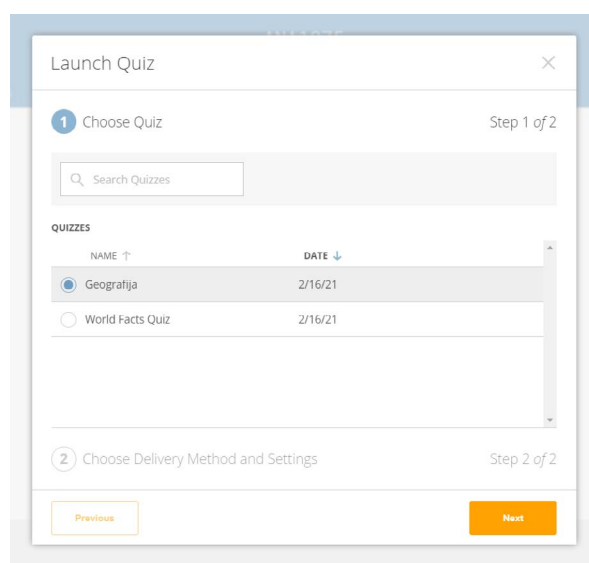 Launch Quiz
1 Choose Quiz Step 1 of 2
Search Quizzes
QUIZZES
NAME ↑ DATE ↓
Geografija 2/16/21
World Facts Quiz 2/16/21
2 Choose Delivery Method and Settings Step 2 of 2
Previous Next